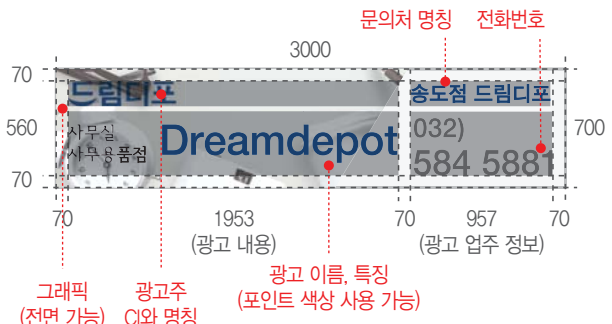 문의처 명칭 전화번호
3000
70
드림디포
송도점 드림디포
560
사무실
사무용품점
Dreamdepot
(032)
584 5881
700
70
70 1953 70 957 70
(광고 내용) (광고 업주 정보)
그래픽
(전면 가능)
광고주
CI와 명칭
광고 이름, 특징
(포인트 색상 사용 가능)